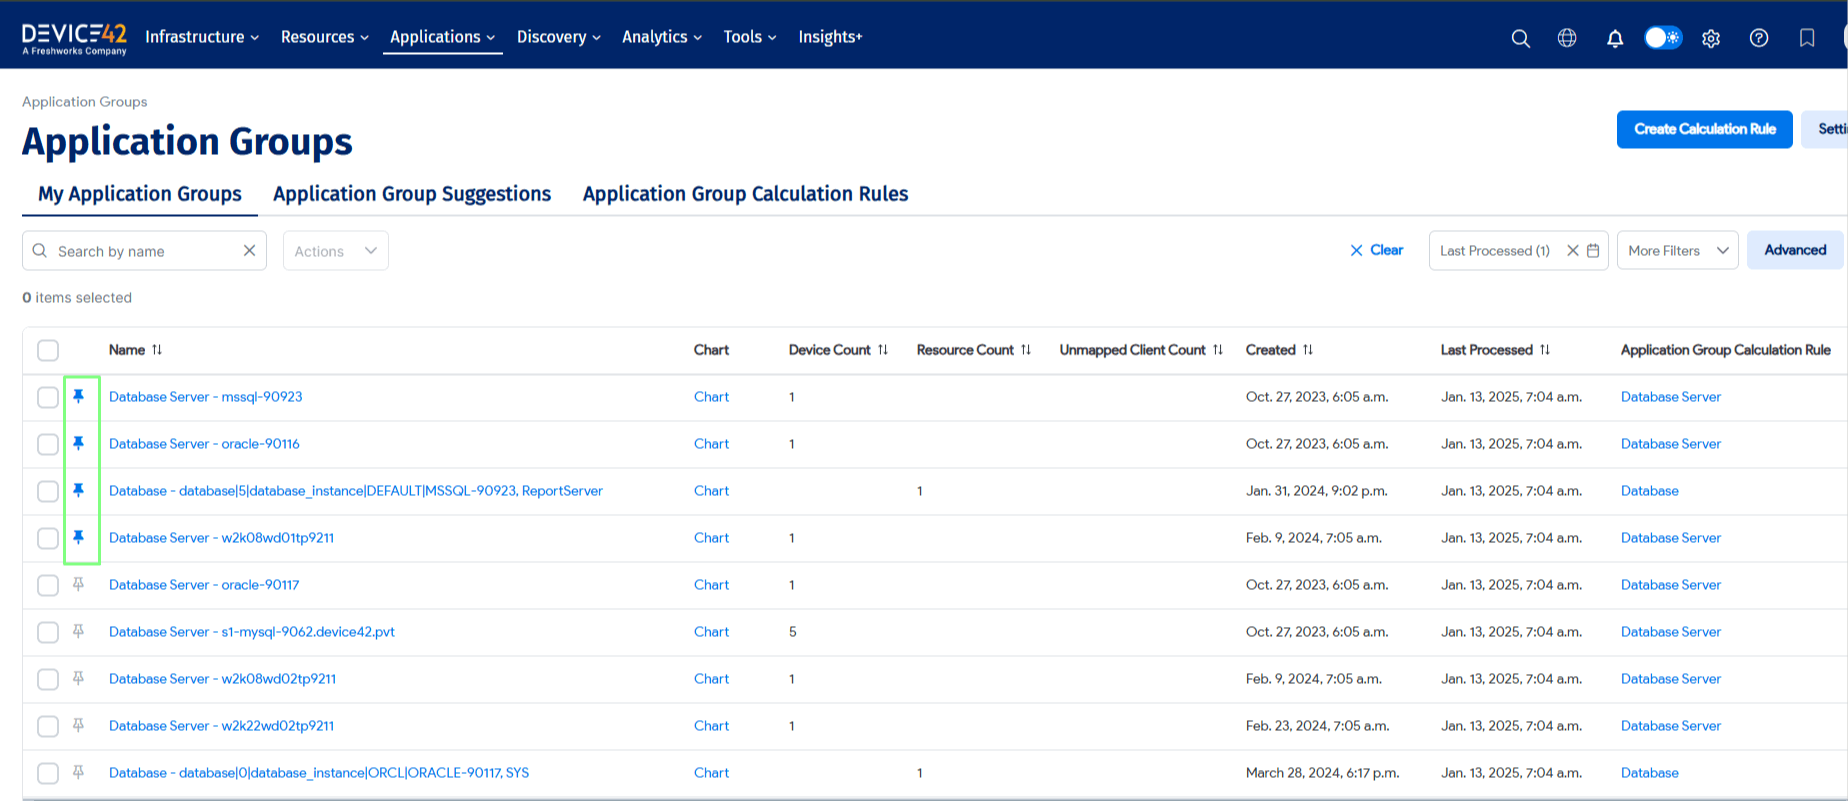 DEVICE42
A Freshworks Company
Infrastructure Resources Applications Discovery Analytics Tools Insights+
Application Groups
Application Groups
Create Calculation Rule
My Application Groups Application Group Suggestions Application Group Calculation Rules
Search by name Actions Clear Last Processed (1) More Filters Advanced
0 items selected
Name Chart Device Count Resource Count Unmapped Client Count Created Last Processed Application Group Calculation Rule
Database Server - mssql-90923 Chart 1 Oct. 27, 2023, 6:05 a.m. Jan. 13, 2025, 7:04 a.m. Database Server
Database Server - oracle-90116 Chart 1 Oct. 27, 2023, 6:05 a.m. Jan. 13, 2025, 7:04 a.m. Database Server
Database - database|5|database_instance|DEFAULT|MSSQL-90923, ReportServer Chart 1 Jan. 31, 2024, 9:02 p.m. Jan. 13, 2025, 7:04 a.m. Database
Database Server - w2k08wd01tp9211 Chart 1 Feb. 9, 2024, 7:05 a.m. Jan. 13, 2025, 7:04 a.m. Database Server
Database Server - oracle-90117 Chart 1 Oct. 27, 2023, 6:05 a.m. Jan. 13, 2025, 7:04 a.m. Database Server
Database Server - s1-mysql-9062.device42.pvt Chart 5 Oct. 27, 2023, 6:05 a.m. Jan. 13, 2025, 7:04 a.m. Database Server
Database Server - w2k08wd02tp9211 Chart 1 Feb. 9, 2024, 7:05 a.m. Jan. 13, 2025, 7:04 a.m. Database Server
Database Server - w2k22wd02tp9211 Chart 1 Feb. 23, 2024, 7:05 a.m. Jan. 13, 2025, 7:04 a.m. Database Server
Database - database|0|database_instance|ORCL|ORACLE-90117, SYS Chart 1 March 28, 2024, 6:17 p.m. Jan. 13, 2025, 7:04 a.m. Database